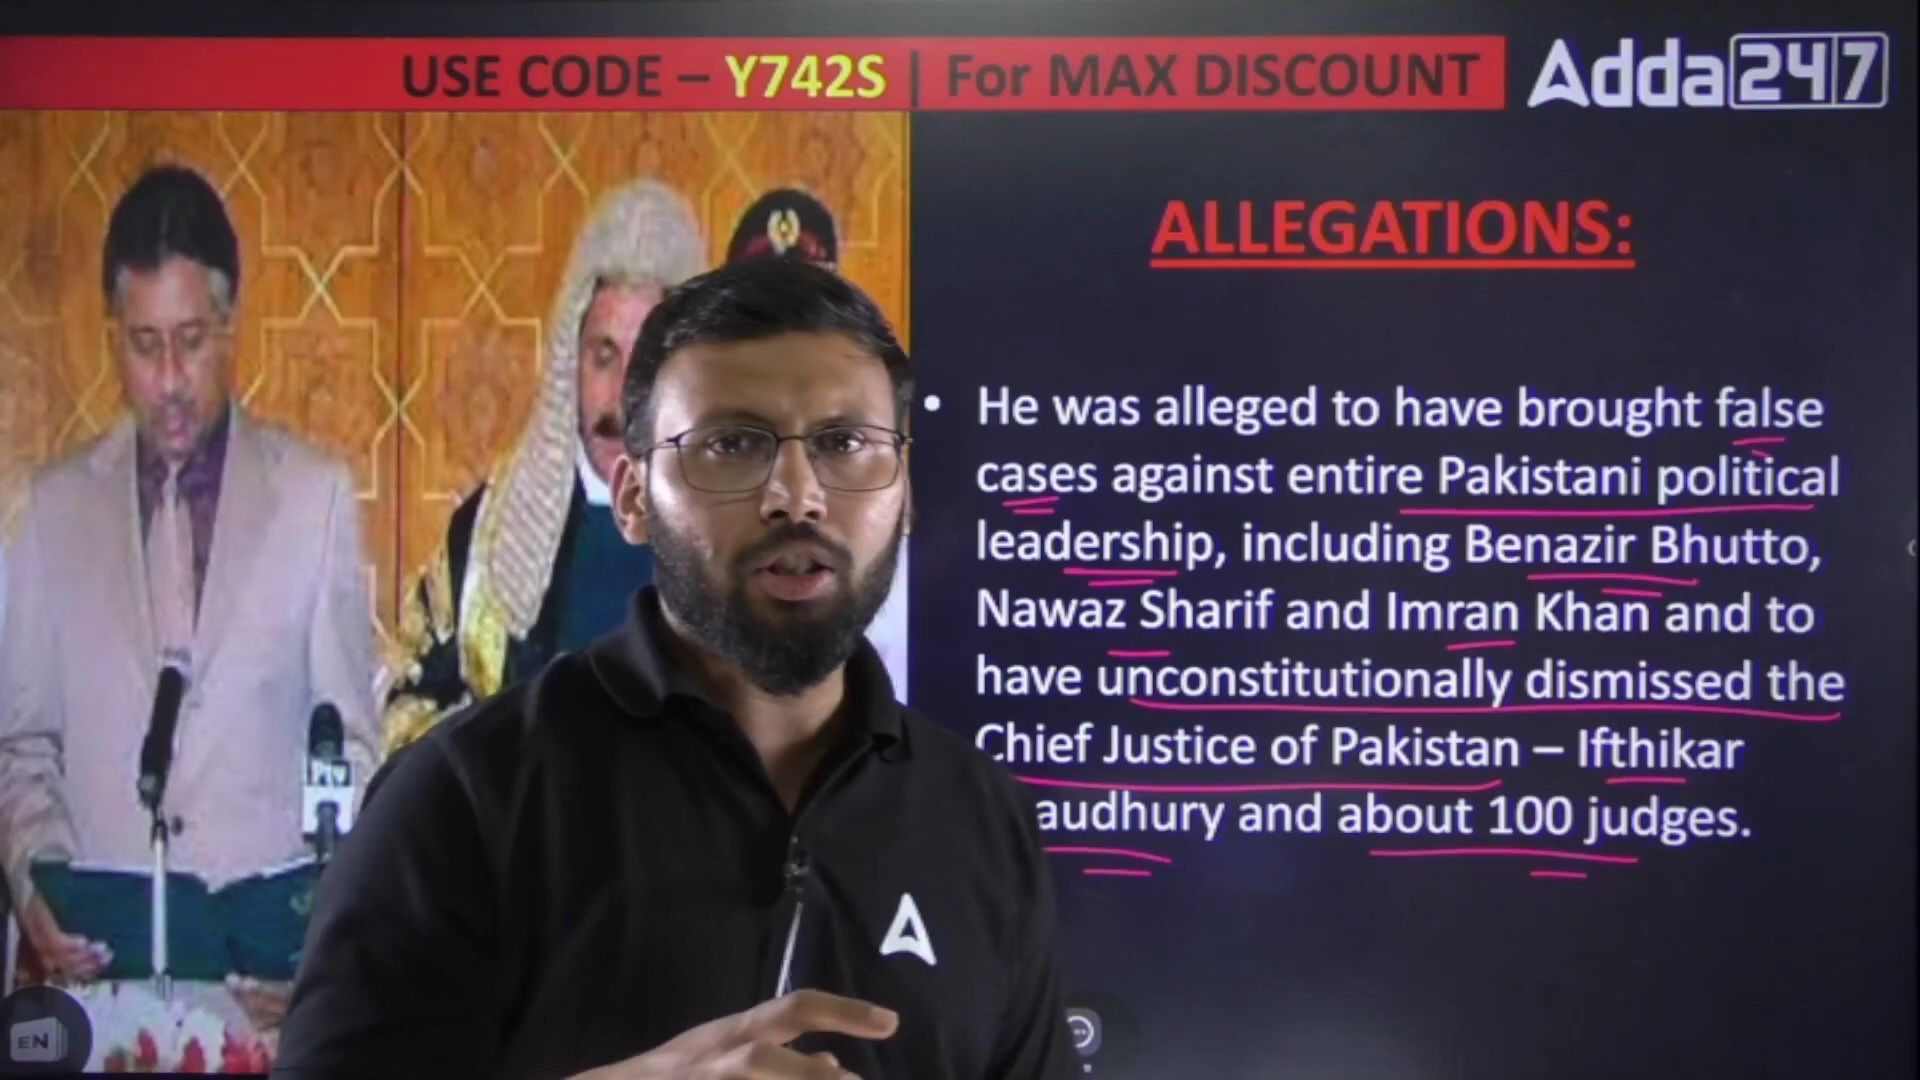 USE CODE – Y742S | For MAX DISCOUNT
Adda247
ALLEGATIONS:
• He was alleged to have brought false
cases against entire Pakistani political
leadership, including Benazir Bhutto,
Nawaz Sharif and Imran Khan and to
have unconstitutionally dismissed the
Chief Justice of Pakistan – Ifthikar
audhury and about 100 judges.
Ptv
EN